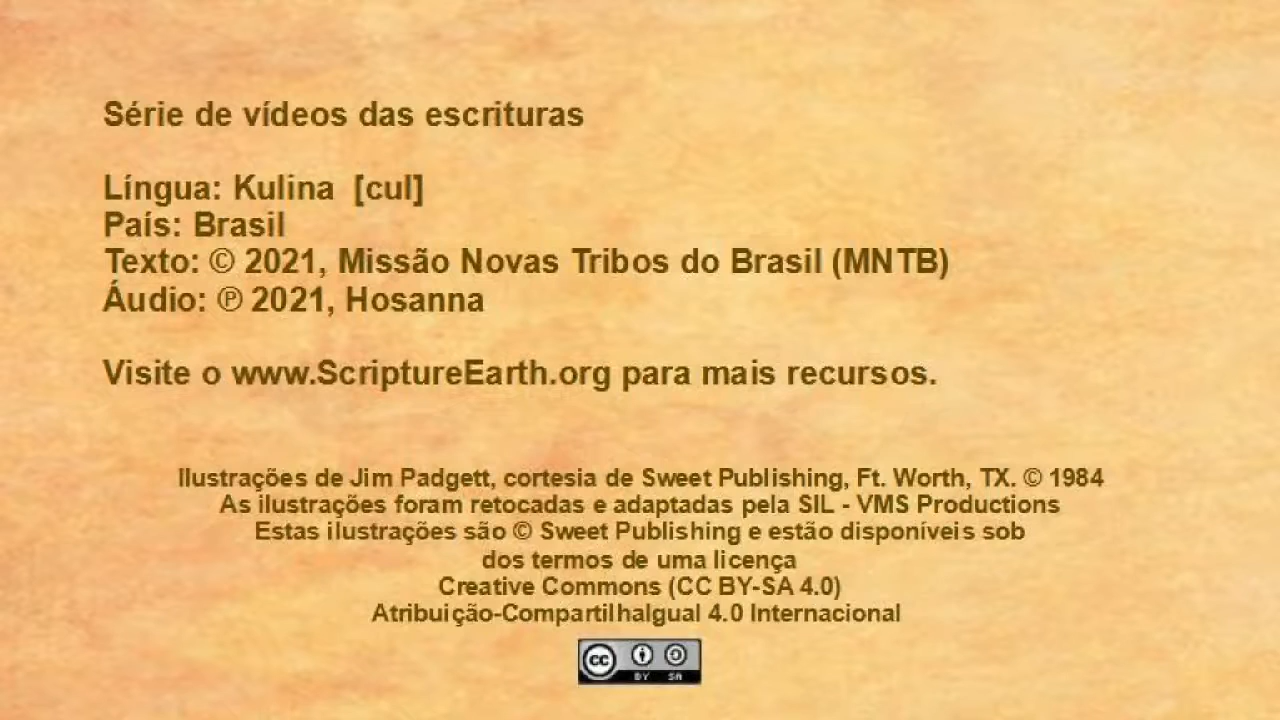 Série de vídeos das escrituras
Língua: Kulina [cul]
País: Brasil
Texto: © 2021, Missão Novas Tribos do Brasil (MNTB)
Áudio: ℗ 2021, Hosanna
Visite o www.ScriptureEarth.org para mais recursos.
Ilustrações de Jim Padgett, cortesia de Sweet Publishing, Ft. Worth, TX. © 1984
As ilustrações foram retocadas e adaptadas pela SIL - VMS Productions
Estas ilustrações são © Sweet Publishing e estão disponíveis sob
dos termos de uma licença
Creative Commons (CC BY-SA 4.0)
Atribuição-CompartilhaIgual 4.0 Internacional
cc BY SA